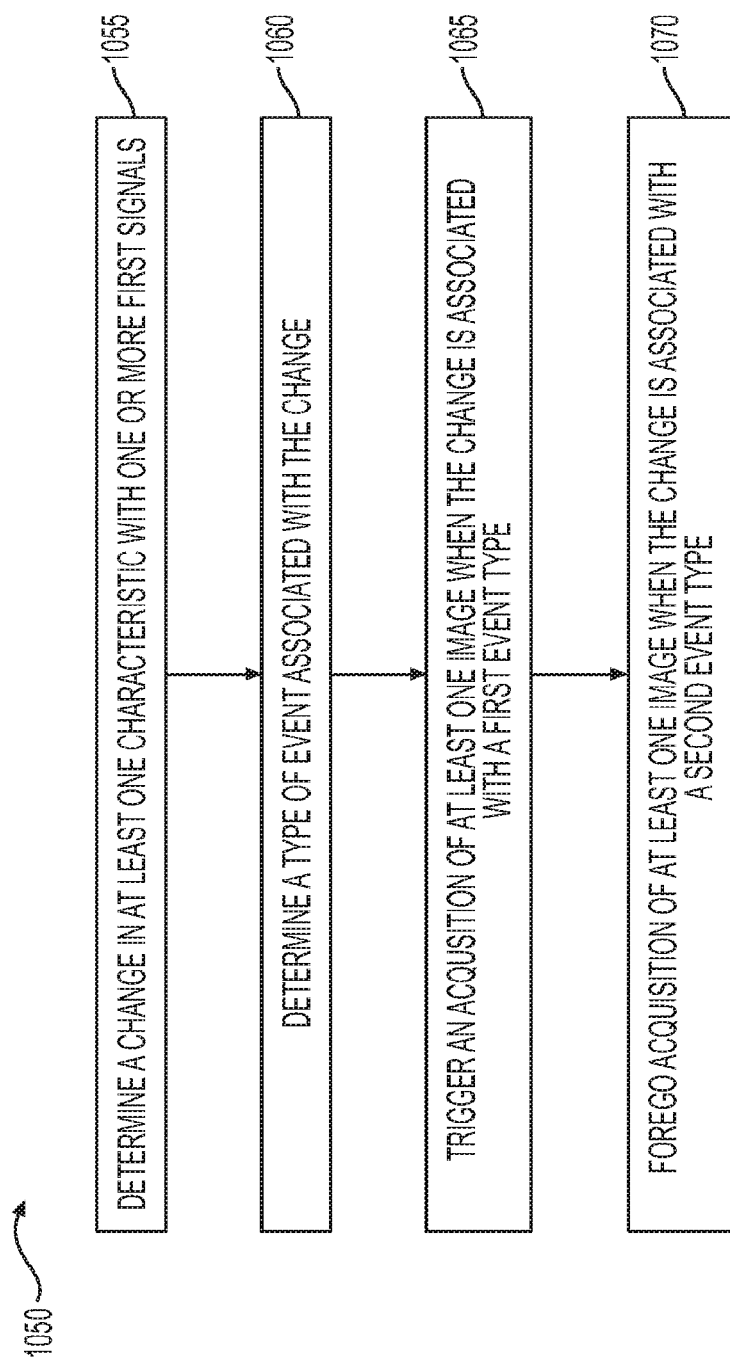 1050
DETERMINE A CHANGE IN AT LEAST ONE CHARACTERISTIC WITH ONE OR MORE FIRST SIGNALS
1055
DETERMINE A TYPE OF EVENT ASSOCIATED WITH THE CHANGE
1060
TRIGGER AN ACQUSITION OF AT LEAST ONE IMAGE WHEN THE CHANGE IS ASSOCIATED
WITH A FIRST EVENT TYPE
1065
FOREGO ACQUISITION OF AT LEAST ONE IMAGE WHEN THE CHANGE IS ASSOCIATED WITH
A SECOND EVENT TYPE
1070